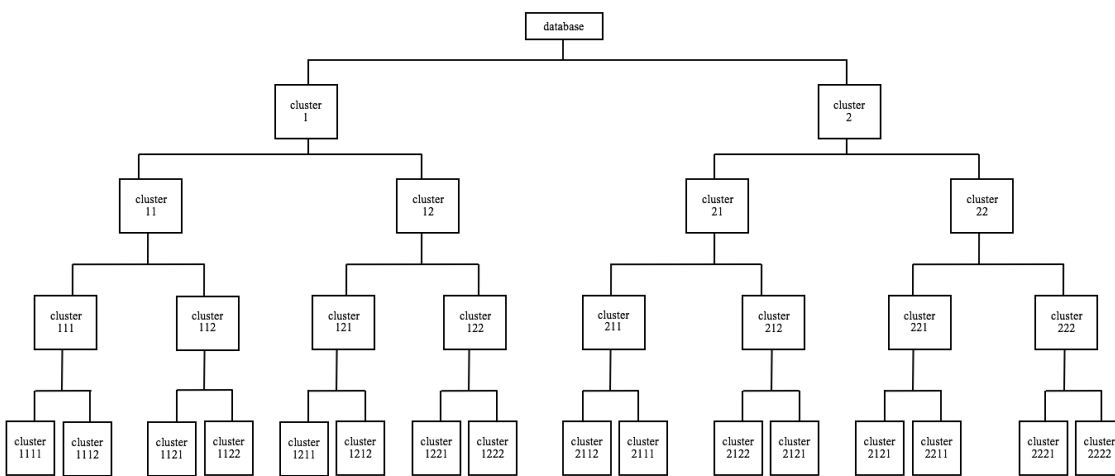 database
cluster
1
cluster
2
cluster
11
cluster
12
cluster
21
cluster
22
cluster
111
cluster
112
cluster
121
cluster
122
cluster
211
cluster
212
cluster
221
cluster
222
cluster
1111
cluster
1112
cluster
1121
cluster
1122
cluster
1211
cluster
1212
cluster
1221
cluster
1222
cluster
2112
cluster
2111
cluster
2122
cluster
2121
cluster
2121
cluster
2211
cluster
2221
cluster
2222